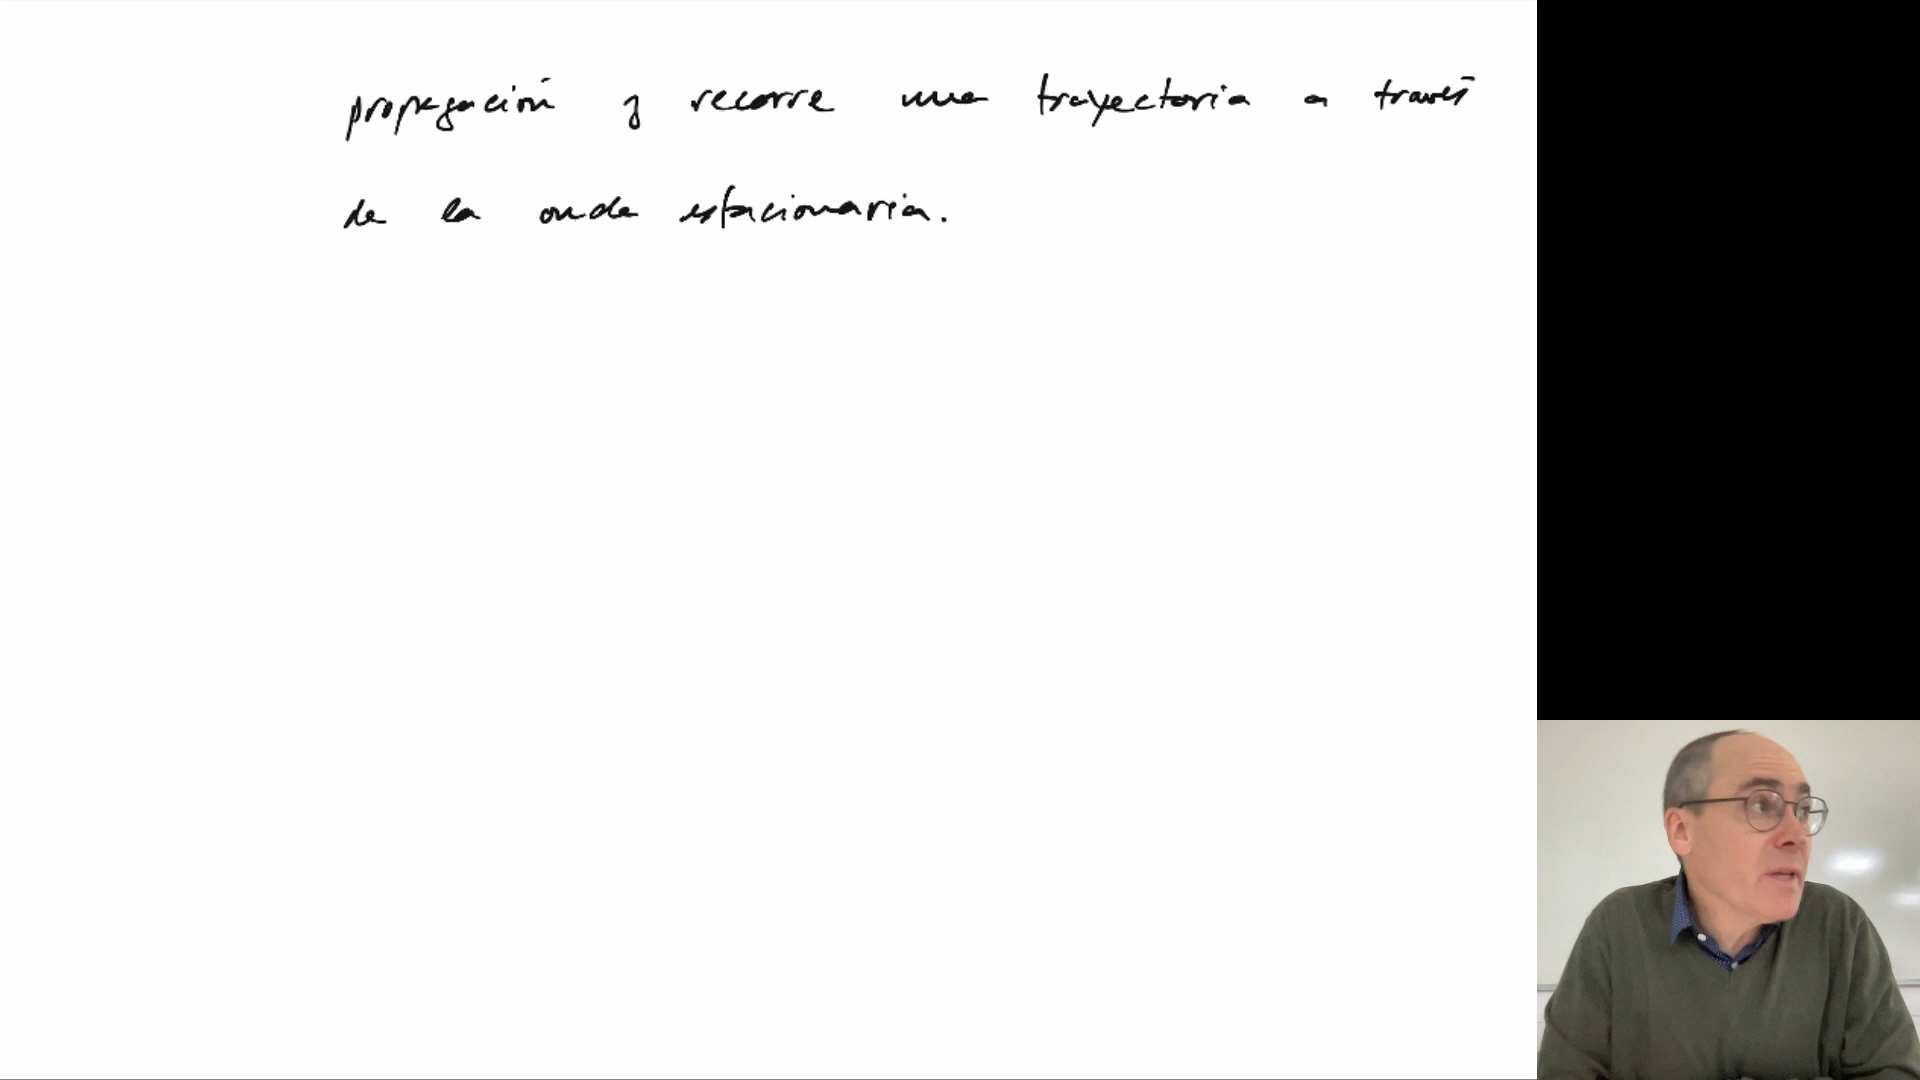 propagación y recorre una trayectoria a través
de la onda estacionaria.